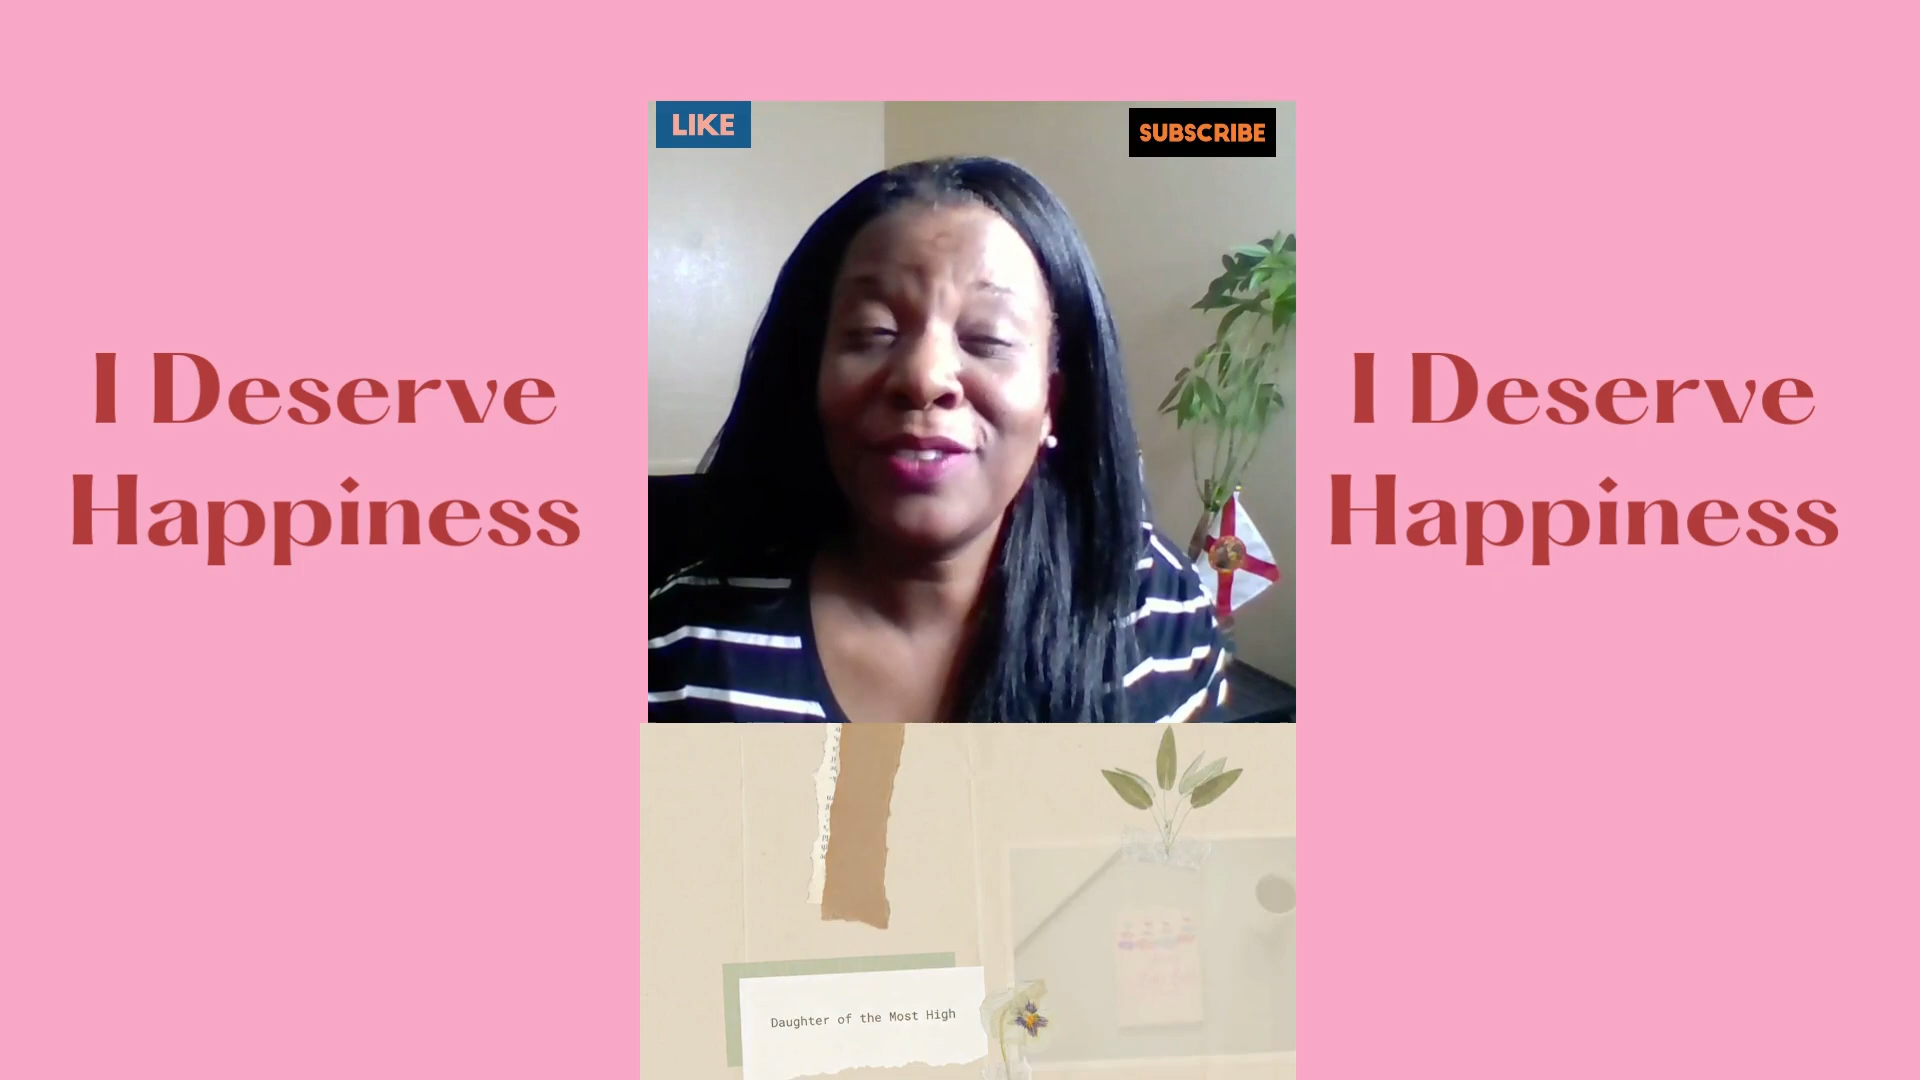 LIKE
SUBSCRIBE
I Deserve
Happiness
I Deserve
Happiness
Daughter of the Most High